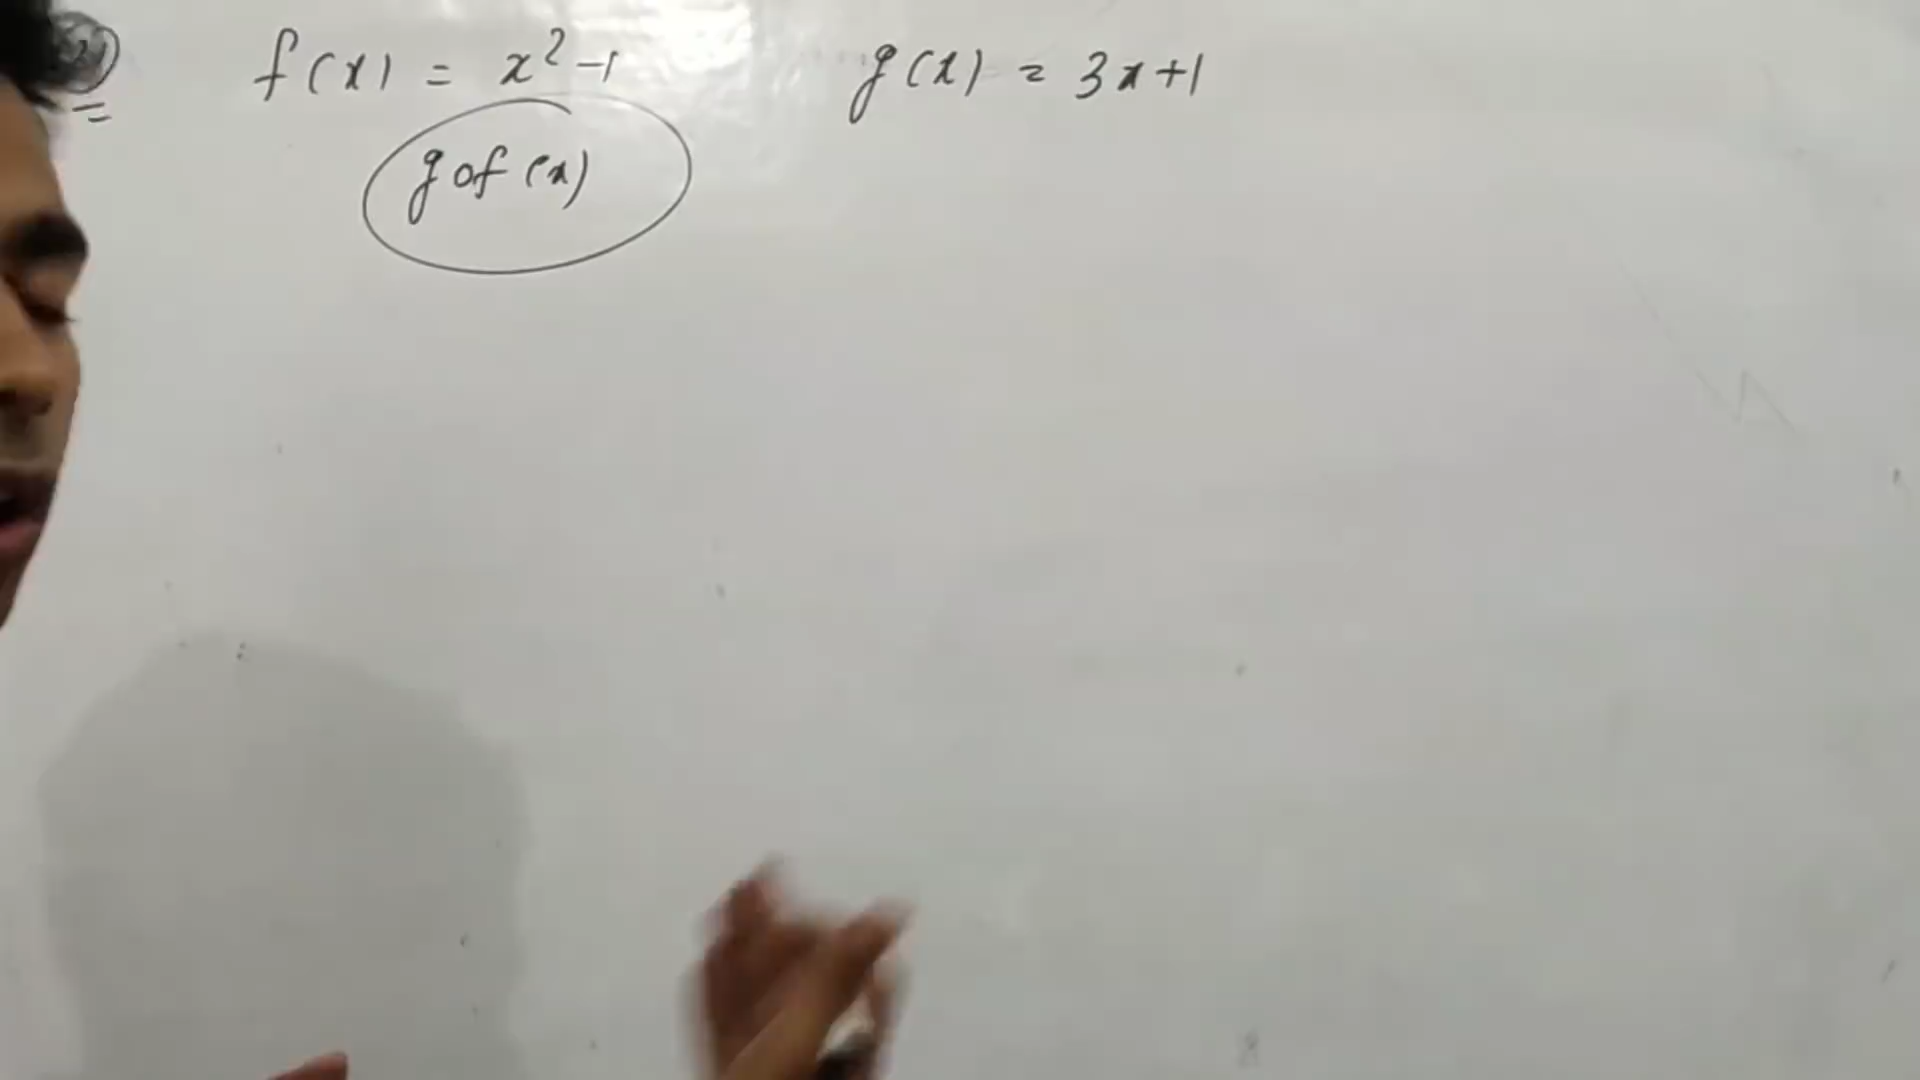 f(x) = x² - 1 g(x) = 3x+1
gof(x)